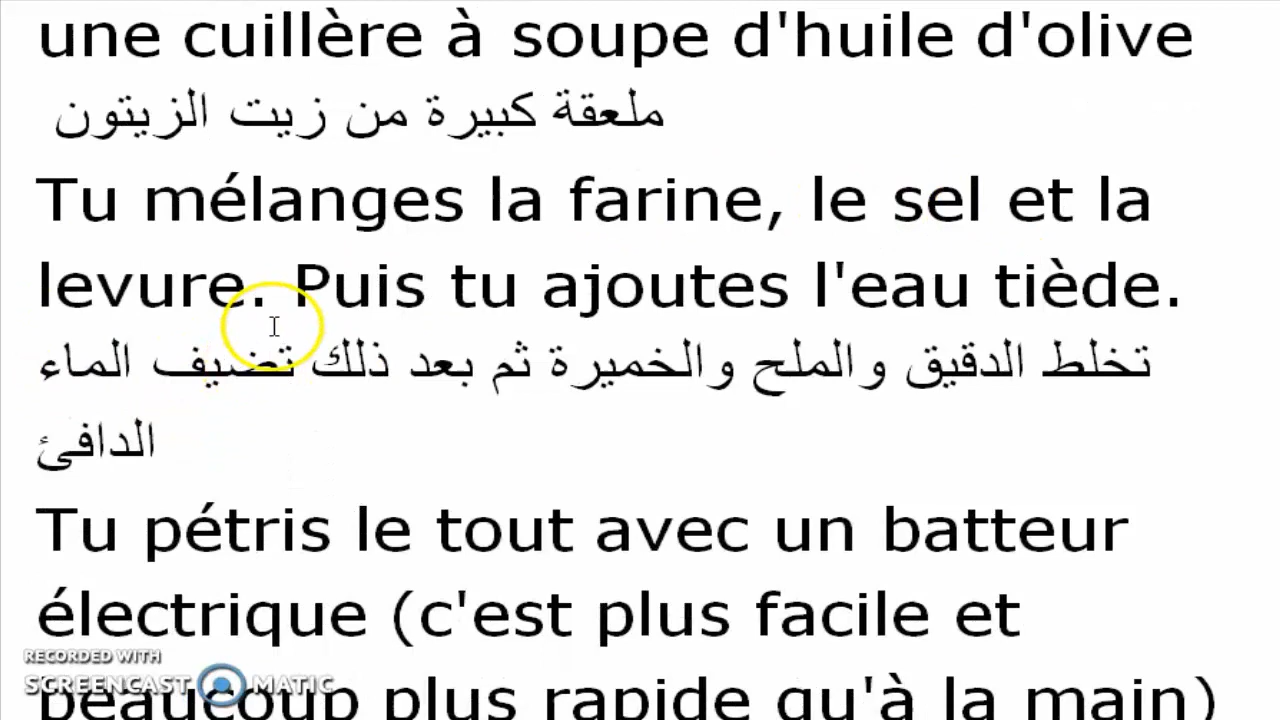 une cuillère à soupe d'huile d'olive
ملعقة كبيرة من زيت الزيتون
Tu mélanges la farine, le sel et la
levure. Puis tu ajoutes l'eau tiède.
تخلط الدقيق والملح والخميرة ثم بعد ذلك تضيف الماء
الدافئ
Tu pétris le tout avec un batteur
électrique (c'est plus facile et
beaucoup plus rapide qu'à la main)
RECORDED WITH
SCREENCAST MATIC